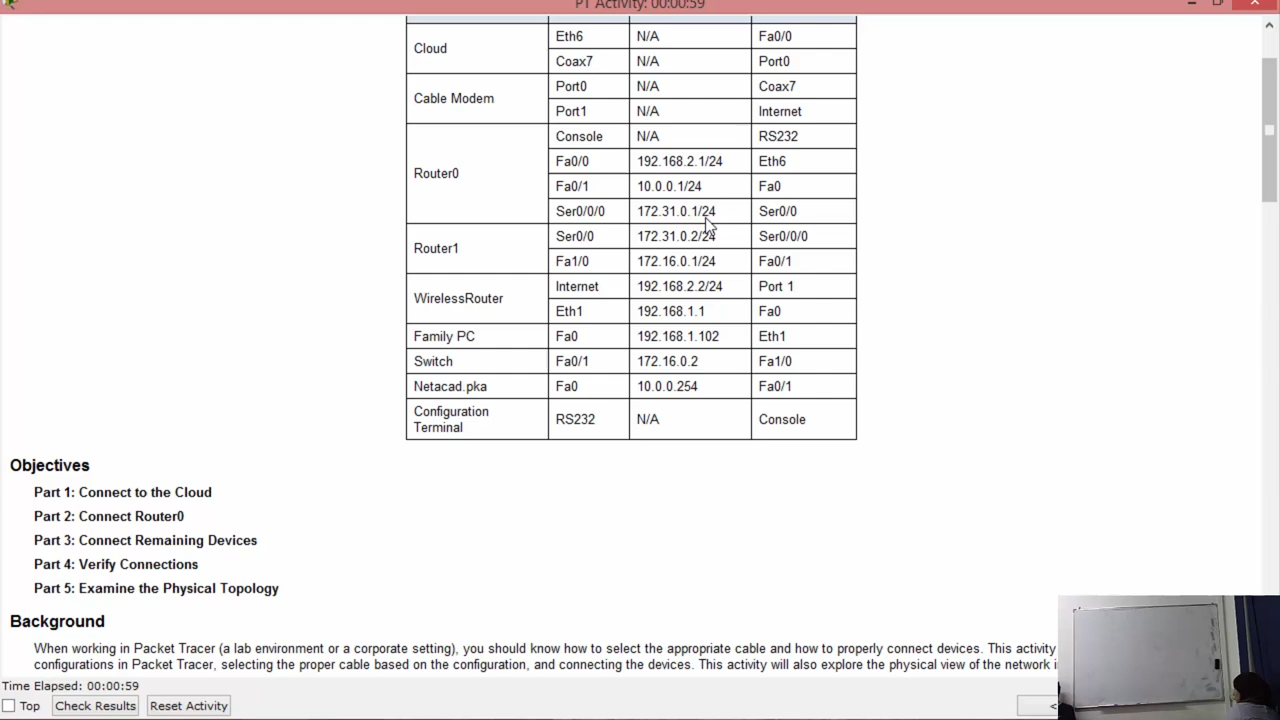 PT Activity: 00:00:59
Cloud Eth6 N/A Fa0/0
Coax7 N/A Port0
Cable Modem Port0 N/A Coax7
Port1 N/A Internet
Router0 Console N/A RS232
Fa0/0 192.168.2.1/24 Eth6
Fa0/1 10.0.0.1/24 Fa0
Ser0/0/0 172.31.0.1/24 Ser0/0
Router1 Ser0/0 172.31.0.2/24 Ser0/0/0
Fa1/0 172.16.0.1/24 Fa0/1
WirelessRouter Internet 192.168.2.2/24 Port 1
Eth1 192.168.1.1 Fa0
Family PC Fa0 192.168.1.102 Eth1
Switch Fa0/1 172.16.0.2 Fa1/0
Netacad.pka Fa0 10.0.0.254 Fa0/1
Configuration Terminal RS232 N/A Console
Objectives
Part 1: Connect to the Cloud
Part 2: Connect Router0
Part 3: Connect Remaining Devices
Part 4: Verify Connections
Part 5: Examine the Physical Topology
Background
When working in Packet Tracer (a lab environment or a corporate setting), you should know how to select the appropriate cable and how to properly connect devices. This activity
configurations in Packet Tracer, selecting the proper cable based on the configuration, and connecting the devices. This activity will also explore the physical view of the network
Time Elapsed: 00:00:59
Top Check Results Reset Activity <